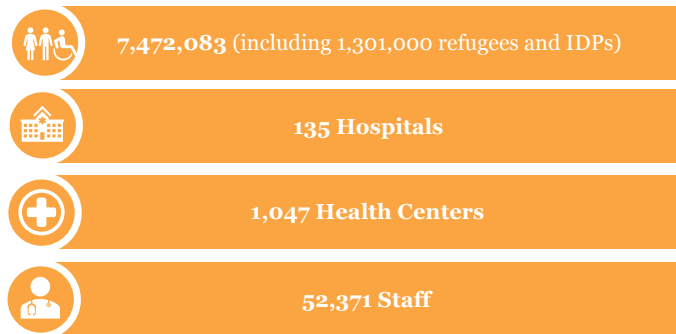 7,472,083 (including 1,301,000 refugees and IDPs)
135 Hospitals
1,047 Health Centers
52,371 Staff